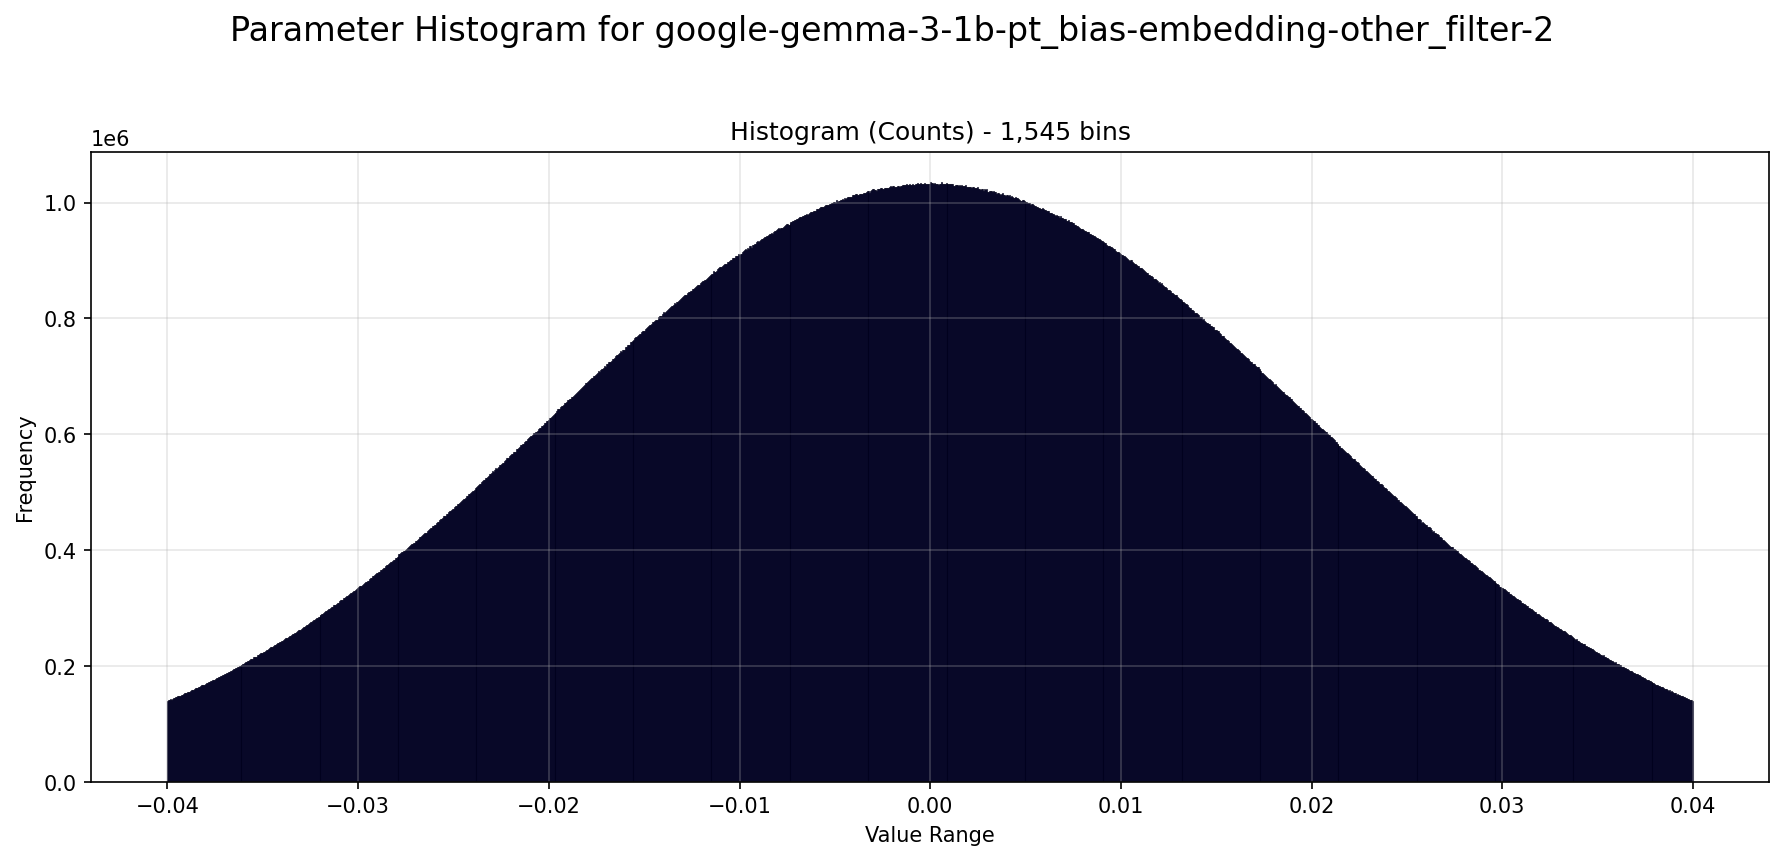 Parameter Histogram for google-gemma-3-1b-pt_bias-embedding-other_filter-2
Histogram (Counts) - 1,545 bins
1e6
1.0
0.8
0.6
0.4
0.2
0.0
Frequency
−0.04 −0.03 −0.02 −0.01 0.00 0.01 0.02 0.03 0.04
Value Range